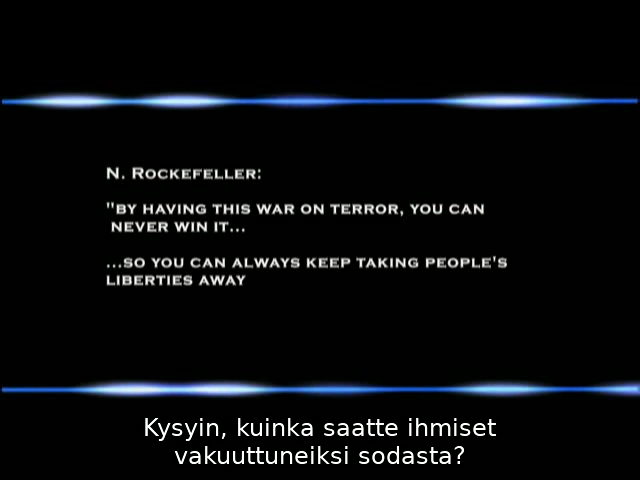 N. ROCKEFELLER:
"BY HAVING THIS WAR ON TERROR, YOU CAN
NEVER WIN IT...
...SO YOU CAN ALWAYS KEEP TAKING PEOPLE'S
LIBERTIES AWAY
Kysyin, kuinka saatte ihmiset
vakuuttuneiksi sodasta?